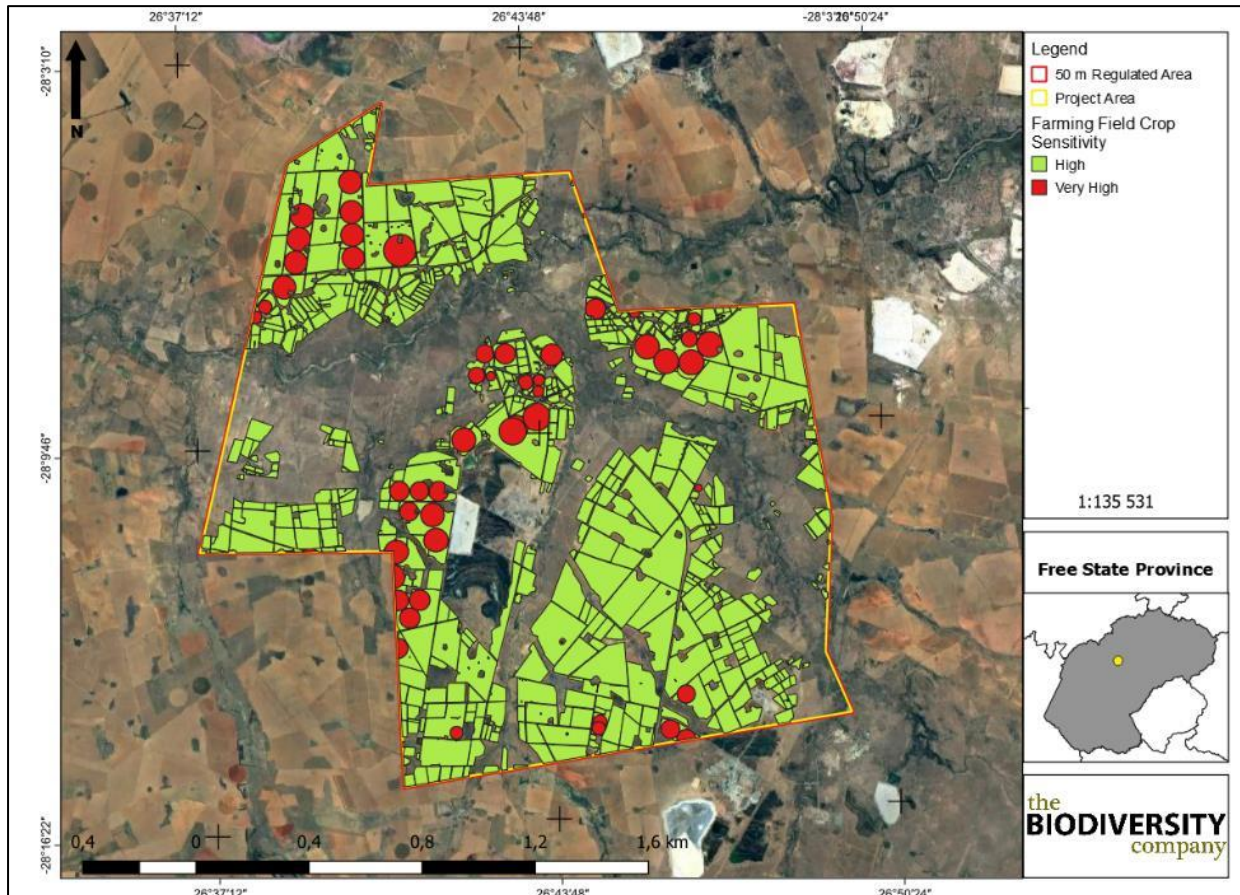 26°37'12"
26°43'48"
-28°3'10"
26°50'24"
-28°3'10"
N
Legend
50 m Regulated Area
Project Area
Farming Field Crop
Sensitivity
High
Very High
-28°9'46"
1:135 531
Free State Province
the
BIODIVERSITY
company
-28°16'22"
0,4 0 0,4 0,8 1,2 1,6 km
26°37'12"
26°43'48"
26°50'24"